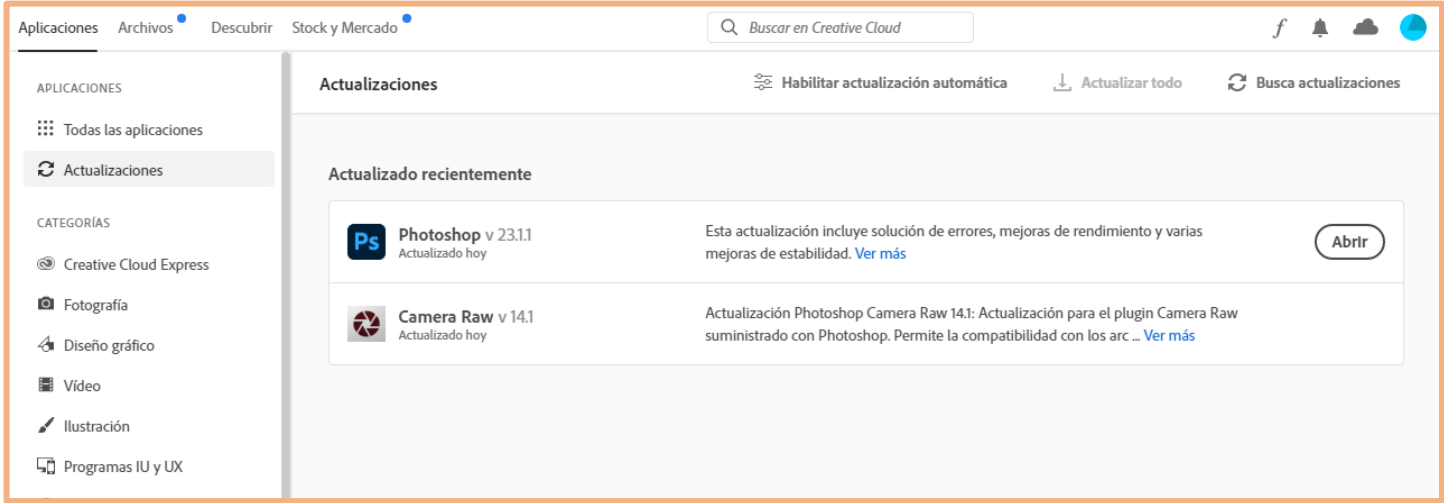 Aplicaciones Archivos Descubrir Stock y Mercado Buscar en Creative Cloud
APLICACIONES
Todas las aplicaciones
Actualizaciones
CATEGORÍAS
Creative Cloud Express
Fotografía
Diseño gráfico
Vídeo
Ilustración
Programas IU y UX
Actualizaciones Habilitar actualización automática Actualizar todo Busca actualizaciones
Actualizado recientemente
Ps
Photoshop v 23.1.1
Actualizado hoy
Esta actualización incluye solución de errores, mejoras de rendimiento y varias
mejoras de estabilidad. Ver más
Abrir
Camera Raw v 14.1
Actualizado hoy
Actualización Photoshop Camera Raw 14.1: Actualización para el plugin Camera Raw
suministrado con Photoshop. Permite la compatibilidad con los arc ... Ver más